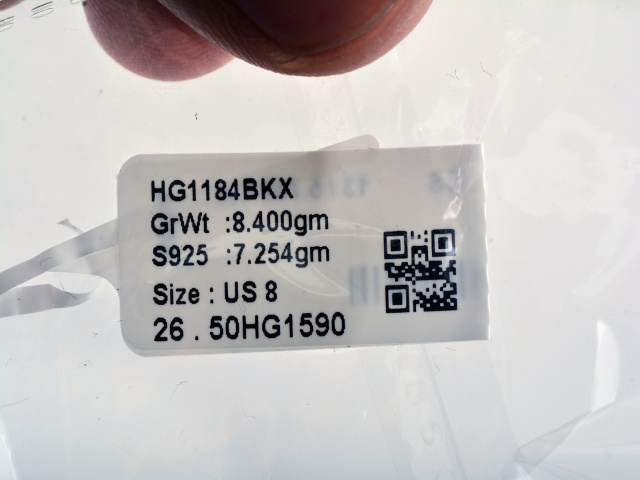 HG1184BKX
GrWt :8.400gm
S925 :7.254gm
Size : US 8
26 . 50HG1590